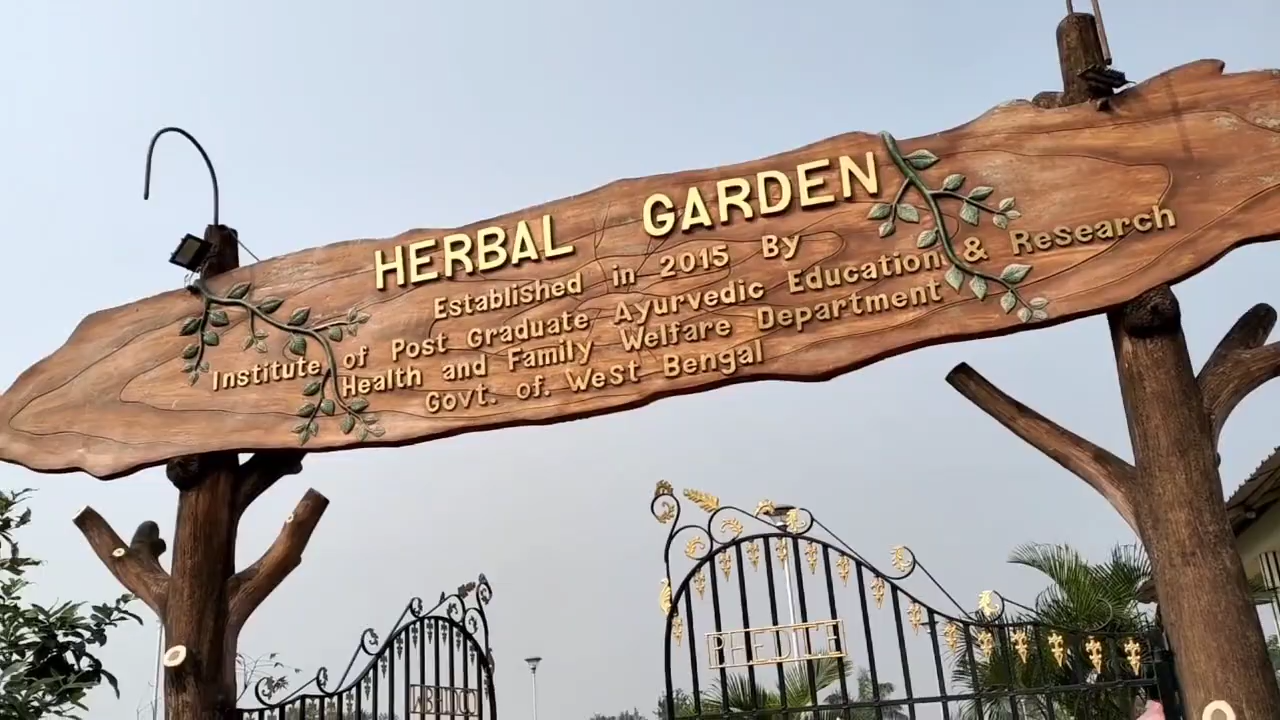 HERBAL GARDEN
Established in 2015 By
Institute of Post Graduate Ayurvedic Education & Research
Health and Family Welfare Department
Govt. of. West Bengal